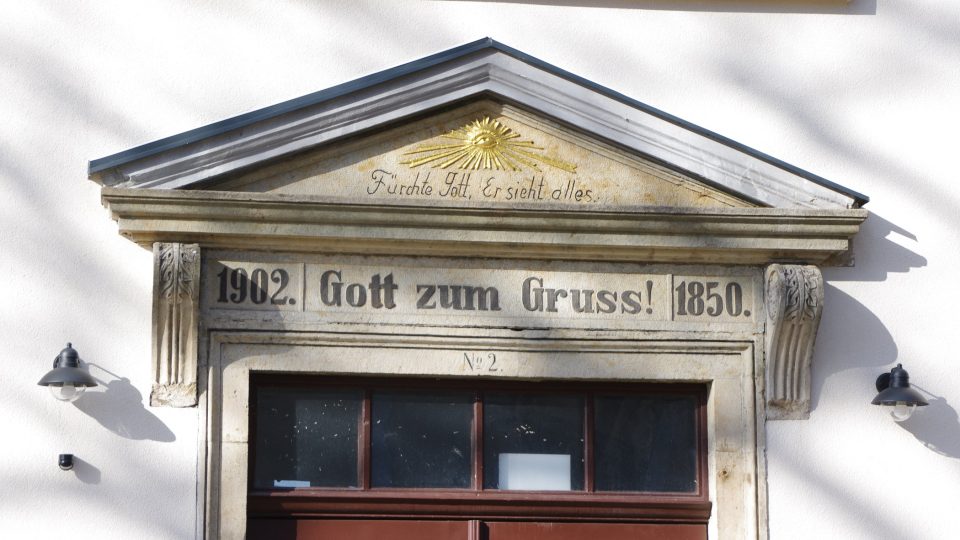 Fürchte Gott, Er sieht alles.
1902. Gott zum Gruss! 1850.
No 2.